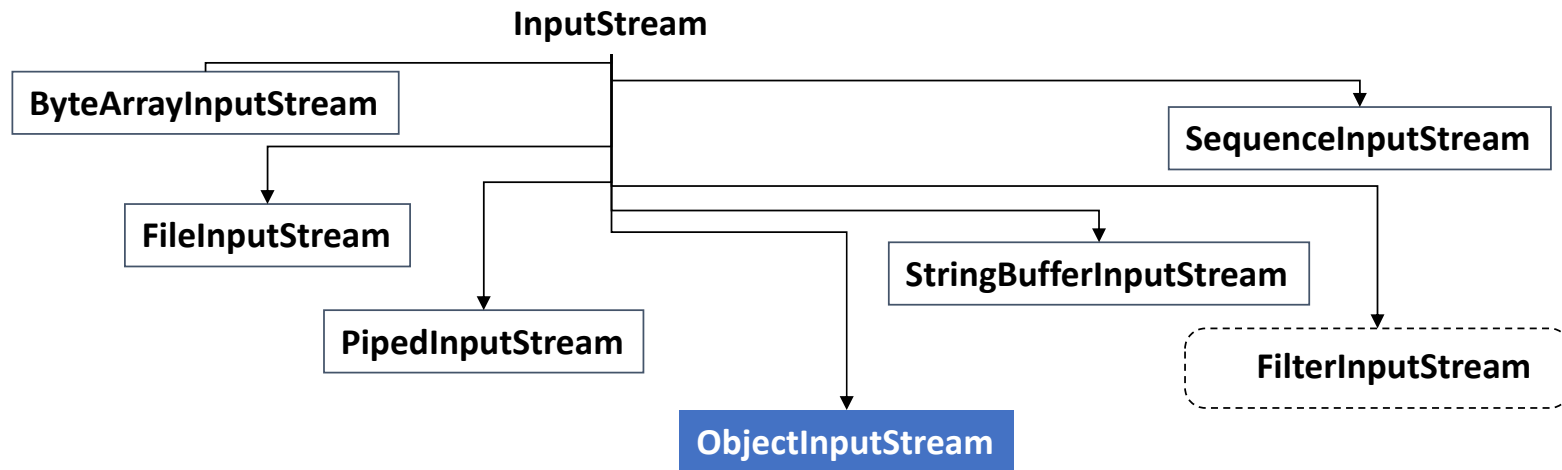 InputStream
ByteArrayInputStream
SequenceInputStream
FileInputStream
StringBufferInputStream
PipedInputStream
FilterInputStream
ObjectInputStream